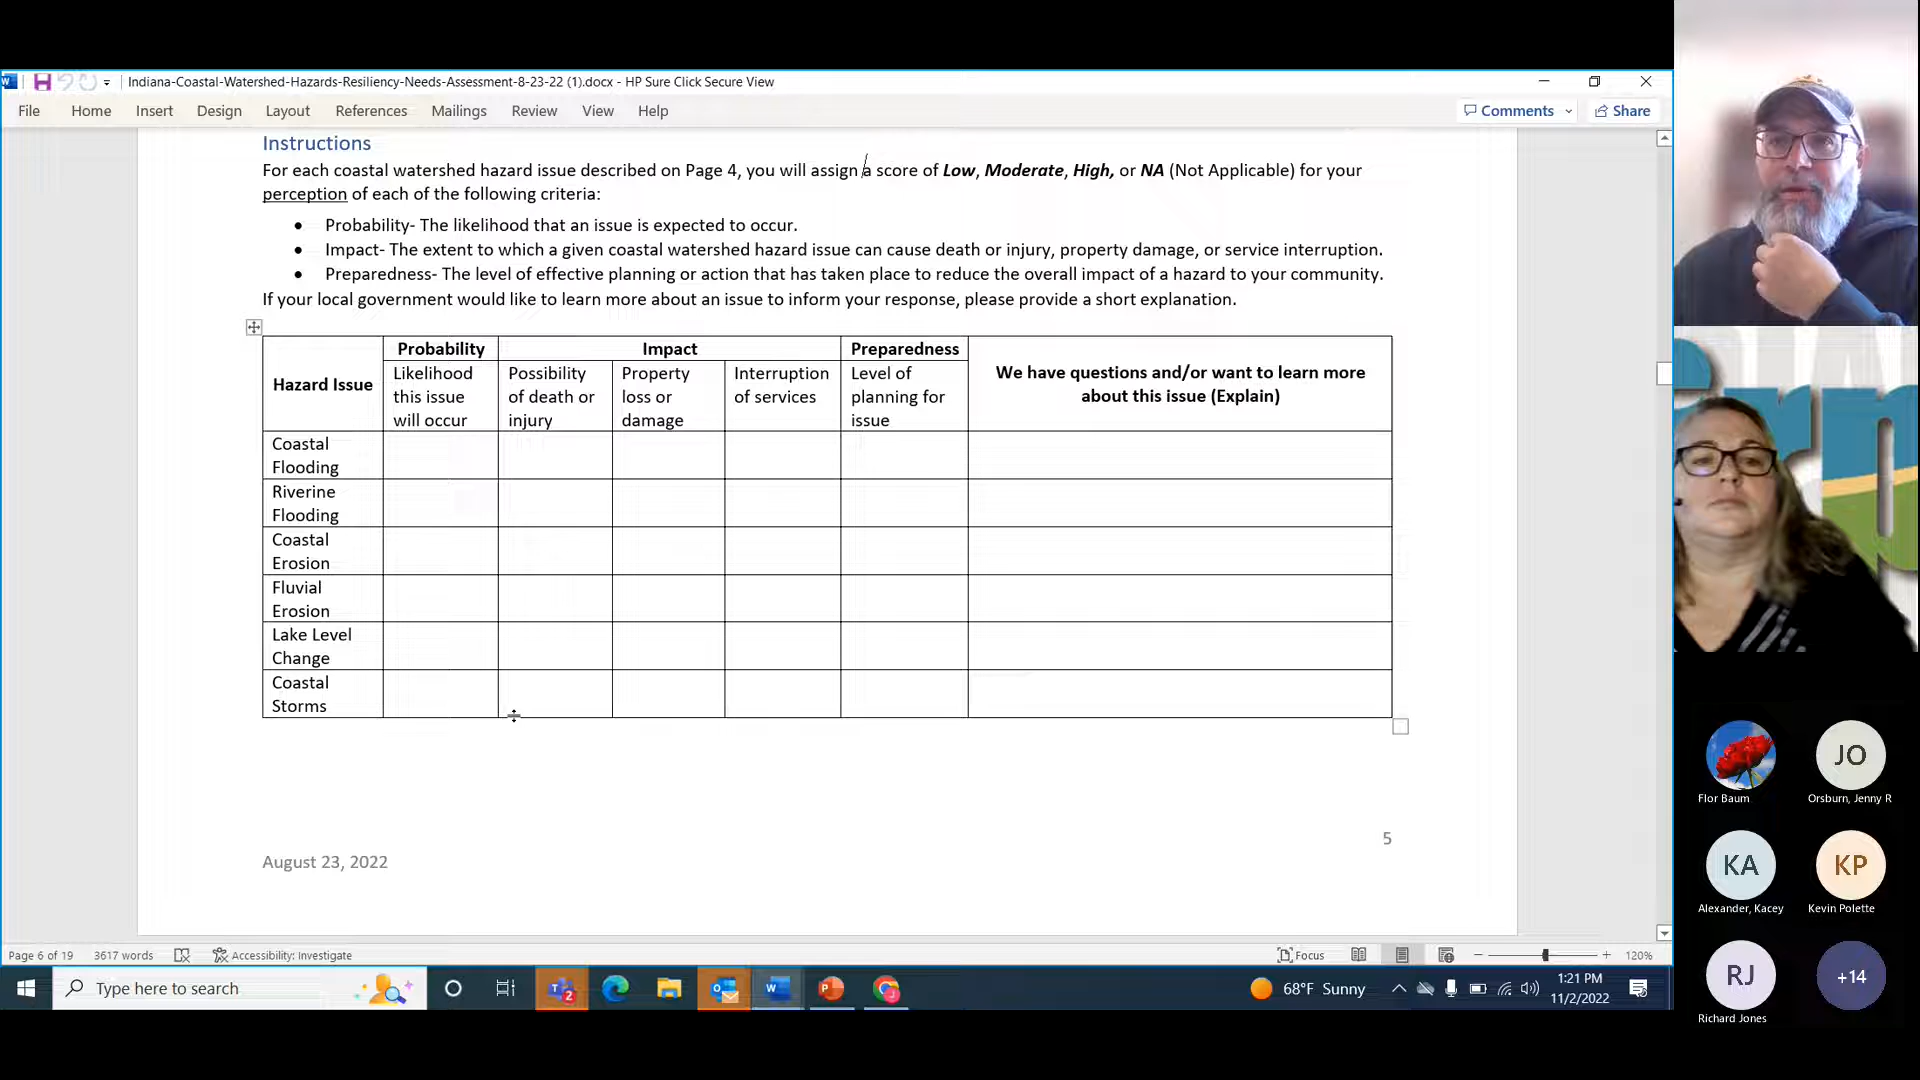 Indiana-Coastal-Watershed-Hazards-Resiliency-Needs-Assessment-8-23-22 (1).docx - HP Sure Click Secure View
File Home Insert Design Layout References Mailings Review View Help Comments Share
Instructions
For each coastal watershed hazard issue described on Page 4, you will assign a score of Low, Moderate, High, or NA (Not Applicable) for your
perception of each of the following criteria:
• Probability- The likelihood that an issue is expected to occur.
• Impact- The extent to which a given coastal watershed hazard issue can cause death or injury, property damage, or service interruption.
• Preparedness- The level of effective planning or action that has taken place to reduce the overall impact of a hazard to your community.
If your local government would like to learn more about an issue to inform your response, please provide a short explanation.
Hazard Issue
Probability
Impact
Preparedness
We have questions and/or want to learn more
about this issue (Explain)
Likelihood
this issue
will occur
Possibility
of death or
injury
Property
loss or
damage
Interruption
of services
Level of
planning for
issue
Coastal
Flooding
Riverine
Flooding
Coastal
Erosion
Fluvial
Erosion
Lake Level
Change
Coastal
Storms
5
August 23, 2022
Page 6 of 19 3617 words Accessibility: Investigate Focus 120%
Type here to search
2
68°F Sunny
1:21 PM
11/2/2022
Flor Baum
JO
Orsburn, Jenny R
KA
Alexander, Kacey
KP
Kevin Polette
RJ
Richard Jones
+14